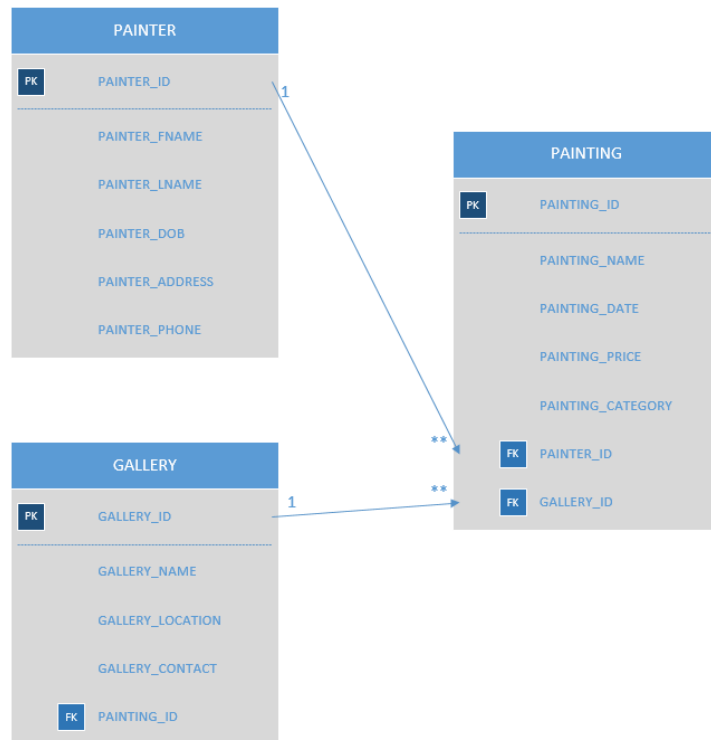 PAINTER
PK PAINTER_ID
PAINTER_FNAME
PAINTER_LNAME
PAINTER_DOB
PAINTER_ADDRESS
PAINTER_PHONE
1
**
PAINTING
PK PAINTING_ID
PAINTING_NAME
PAINTING_DATE
PAINTING_PRICE
PAINTING_CATEGORY
FK PAINTER_ID
FK GALLERY_ID
GALLERY
PK GALLERY_ID
GALLERY_NAME
GALLERY_LOCATION
GALLERY_CONTACT
FK PAINTING_ID
1
**